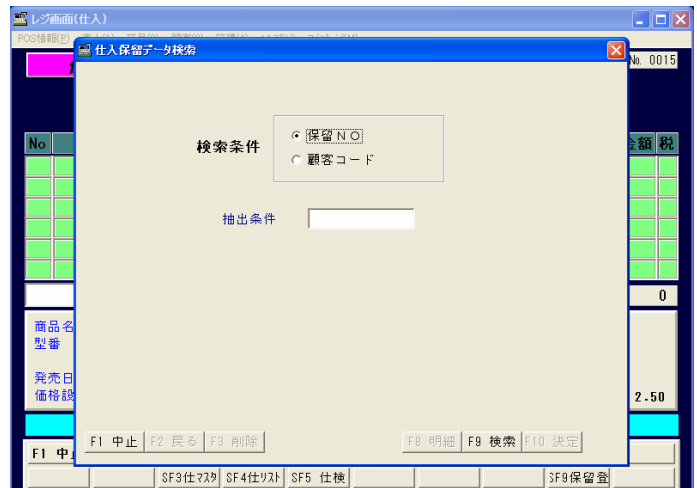 レジ画面(仕入)
POS情報(P)
仕入保留データ検索
No. 0015
No
金額 税
検索条件
保留NO
顧客コード
抽出条件
0
商品名
型番
発売日
価格設
2.50
F1 中止 F2 戻る F3 削除 F8 明細 F9 検索 F10 決定
F1 中
SF3仕マスタ SF4仕リスト SF5 仕検 SF9保留登